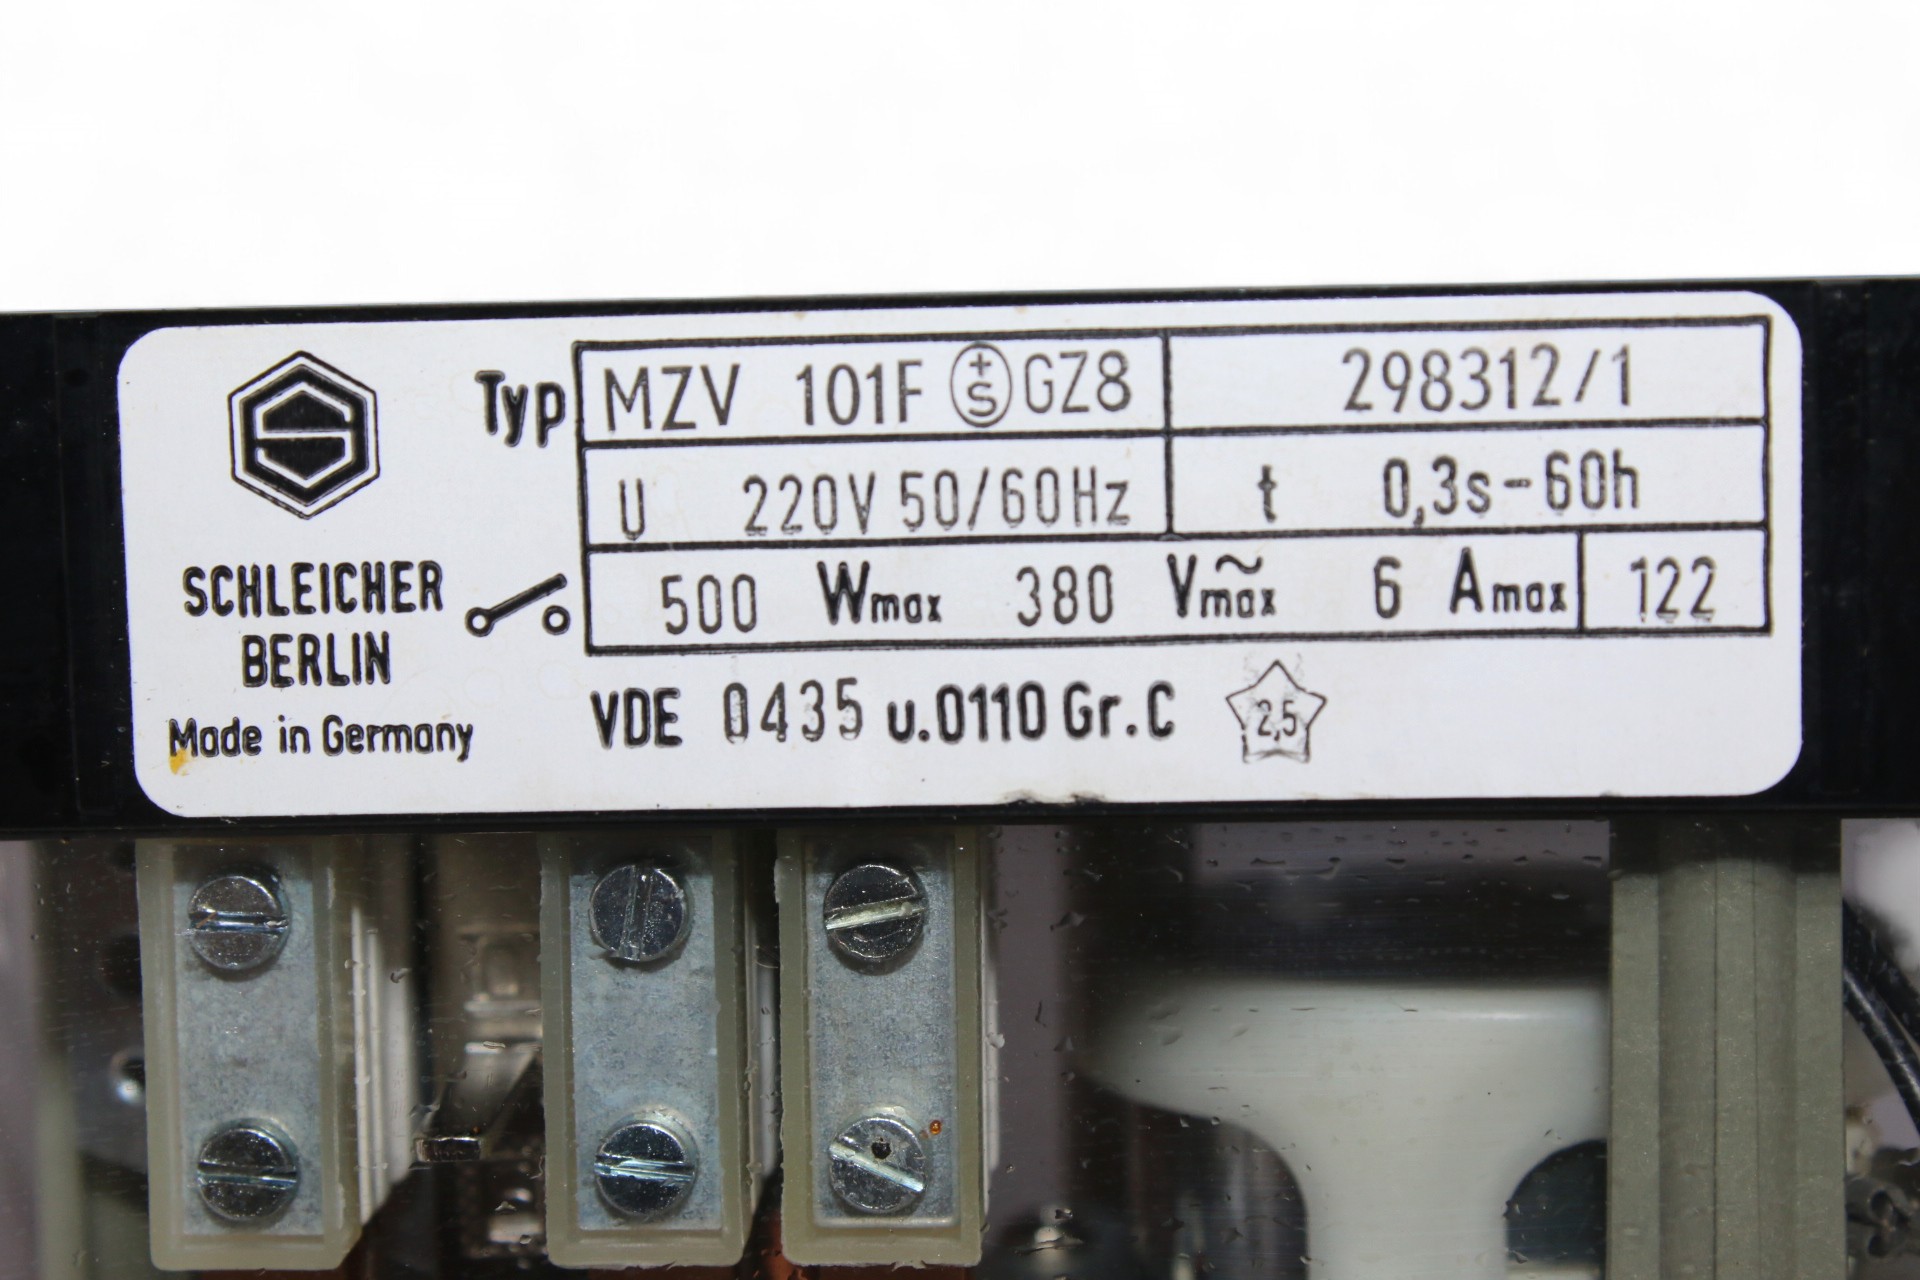 Typ MZV 101F +S GZ8 298312/1
U 220V 50/60Hz t 0,3s-60h
500 Wmax 380 V~max 6 Amax 122
SCHLEICHER
BERLIN
Made in Germany
VDE 0435 u.0110 Gr.C 2,5